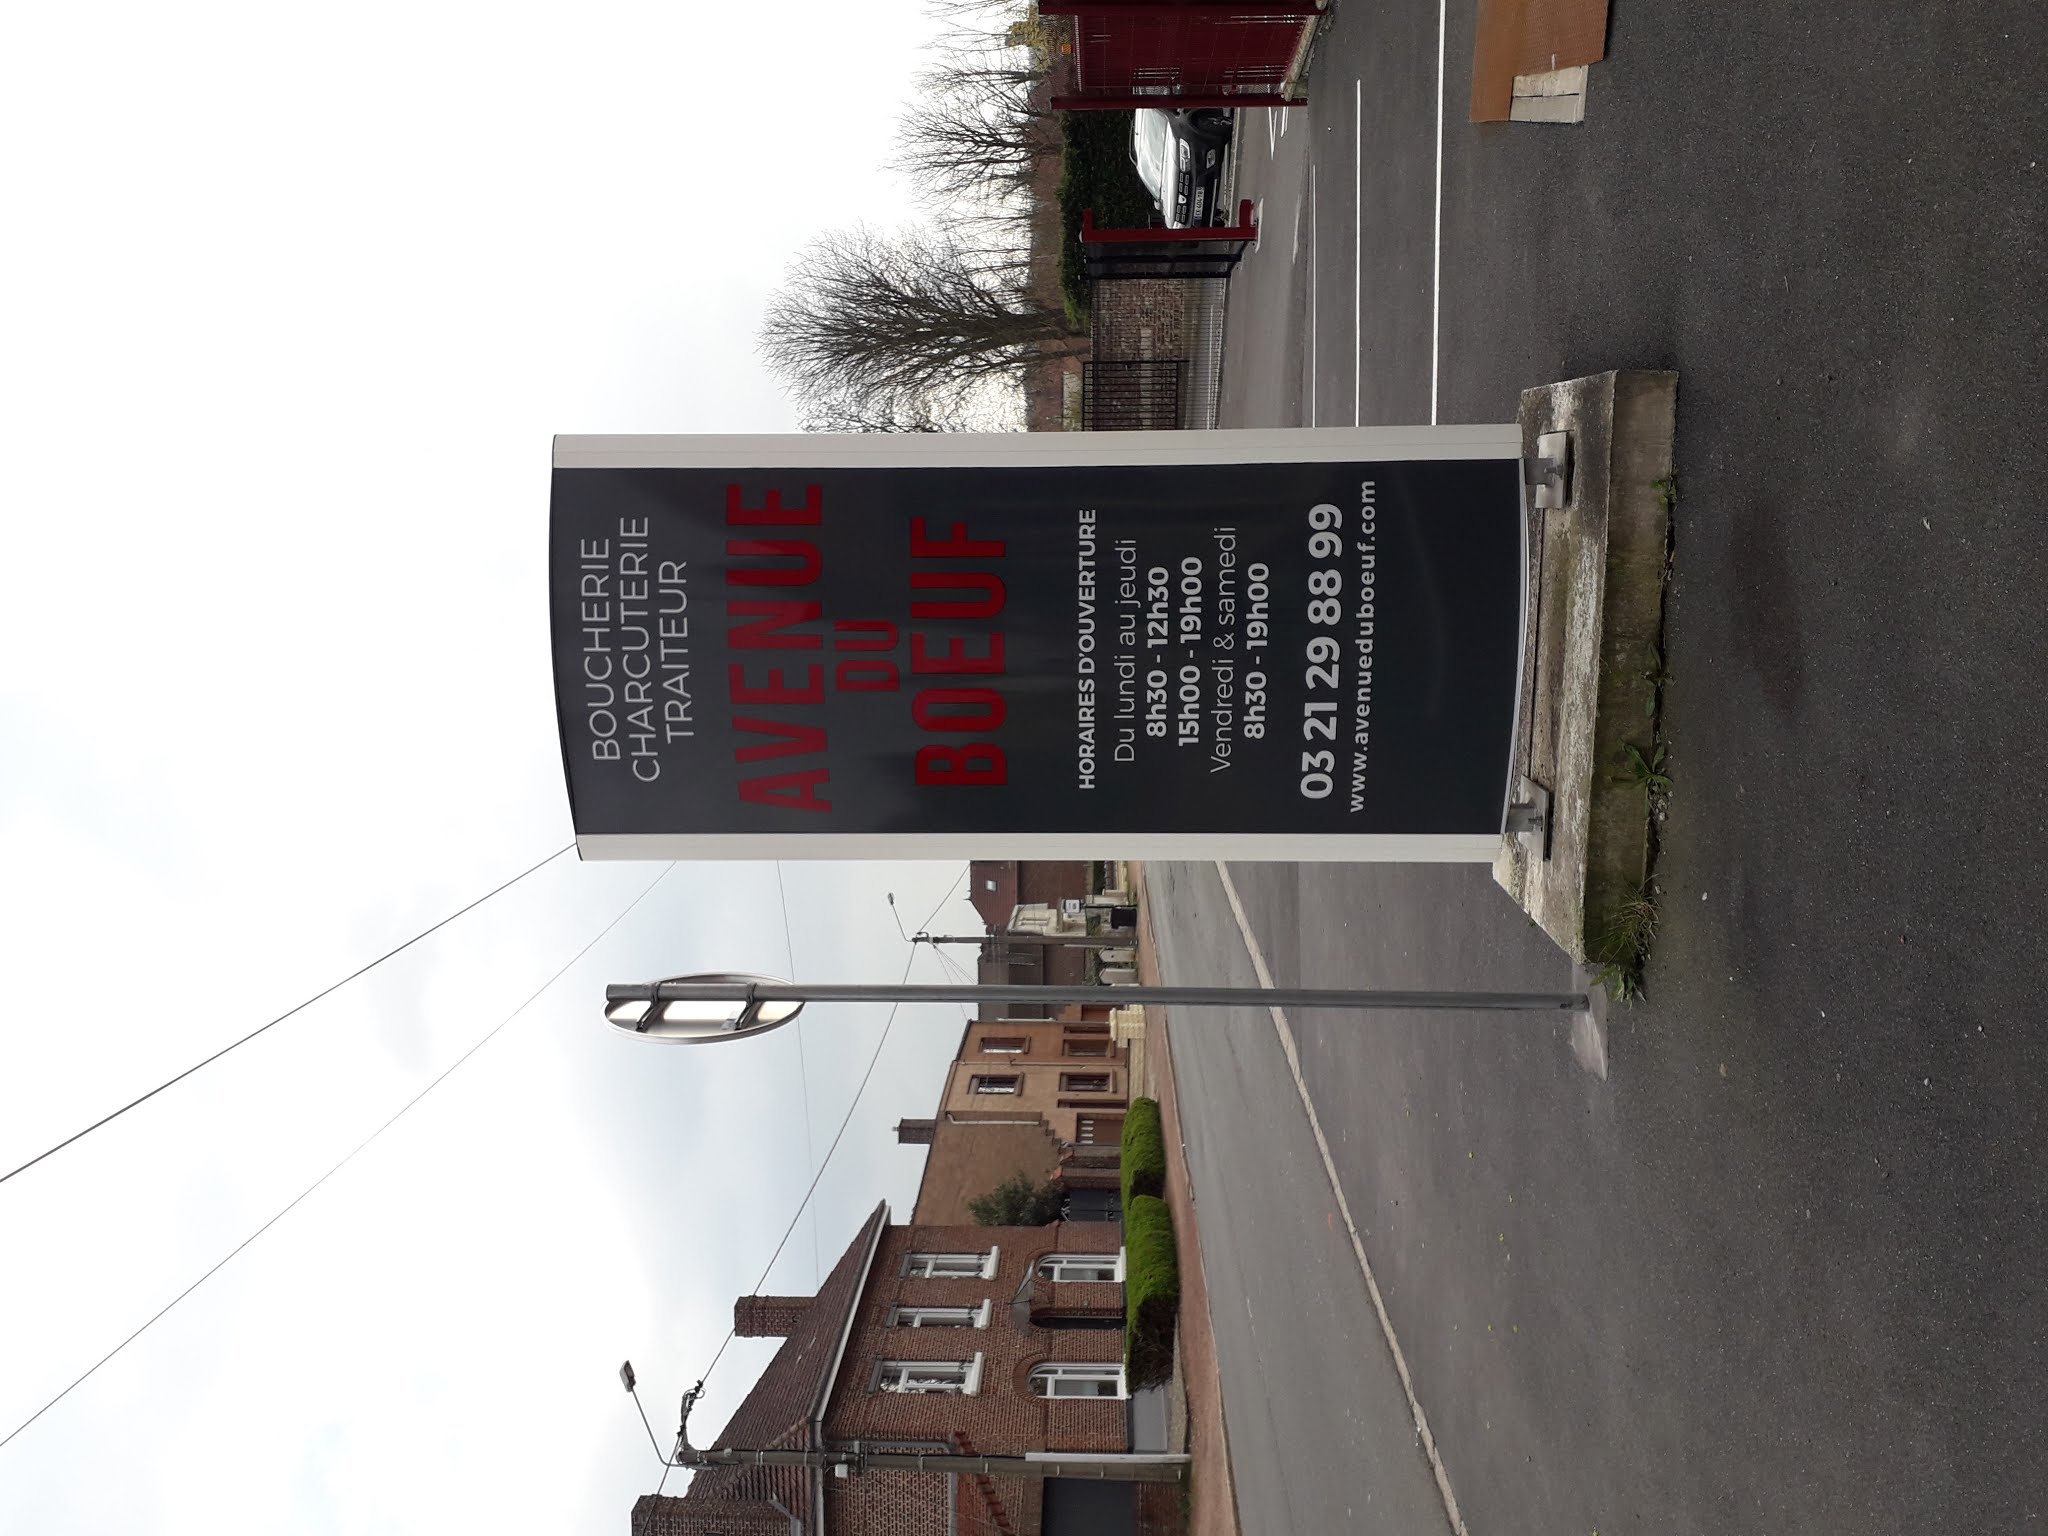 BOUCHERIE
CHARCUTERIE
TRAITEUR
AVENUE
DU
BOEUF
HORAIRES D'OUVERTURE
Du lundi au jeudi
8h30 - 12h30
15h00 - 19h00
Vendredi & samedi
8h30 - 19h00
03 21 29 88 99
www.avenueduboeuf.com